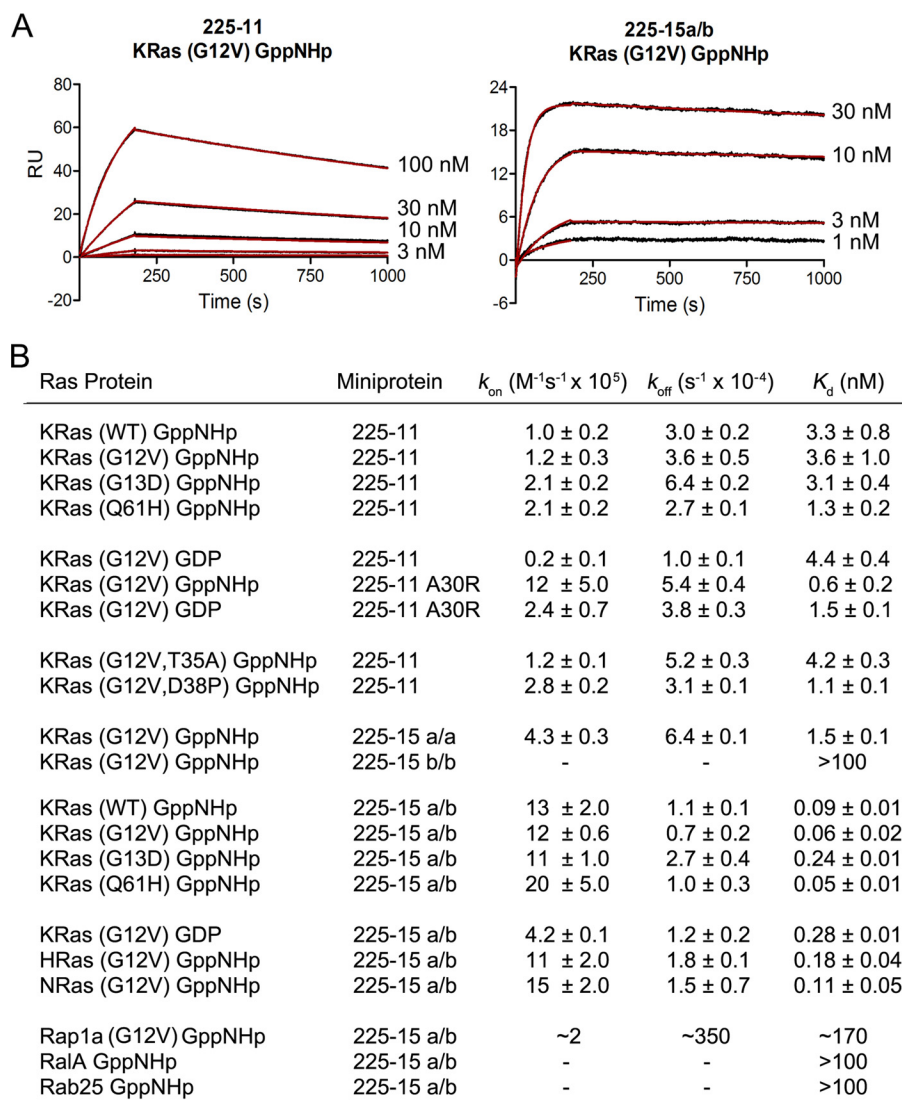 A
225-11
KRas (G12V) GppNHp
80
60
40
20
0
-20
RU
250
500
750
1000
Time (s)
100 nM
30 nM
10 nM
3 nM
225-15a/b
KRas (G12V) GppNHp
24
18
12
6
0
-6
250
500
750
1000
Time (s)
30 nM
10 nM
3 nM
1 nM
B
Ras Protein Miniprotein kon (M⁻¹s⁻¹ x 10⁵) koff (s⁻¹ x 10⁻⁴) Kd (nM)
KRas (WT) GppNHp 225-11 1.0 ± 0.2 3.0 ± 0.2 3.3 ± 0.8
KRas (G12V) GppNHp 225-11 1.2 ± 0.3 3.6 ± 0.5 3.6 ± 1.0
KRas (G13D) GppNHp 225-11 2.1 ± 0.2 6.4 ± 0.2 3.1 ± 0.4
KRas (Q61H) GppNHp 225-11 2.1 ± 0.2 2.7 ± 0.1 1.3 ± 0.2
KRas (G12V) GDP 225-11 0.2 ± 0.1 1.0 ± 0.1 4.4 ± 0.4
KRas (G12V) GppNHp 225-11 A30R 12 ± 5.0 5.4 ± 0.4 0.6 ± 0.2
KRas (G12V) GDP 225-11 A30R 2.4 ± 0.7 3.8 ± 0.3 1.5 ± 0.1
KRas (G12V,T35A) GppNHp 225-11 1.2 ± 0.1 5.2 ± 0.3 4.2 ± 0.3
KRas (G12V,D38P) GppNHp 225-11 2.8 ± 0.2 3.1 ± 0.1 1.1 ± 0.1
KRas (G12V) GppNHp 225-15 a/a 4.3 ± 0.3 6.4 ± 0.1 1.5 ± 0.1
KRas (G12V) GppNHp 225-15 b/b - - >100
KRas (WT) GppNHp 225-15 a/b 13 ± 2.0 1.1 ± 0.1 0.09 ± 0.01
KRas (G12V) GppNHp 225-15 a/b 12 ± 0.6 0.7 ± 0.2 0.06 ± 0.02
KRas (G13D) GppNHp 225-15 a/b 11 ± 1.0 2.7 ± 0.4 0.24 ± 0.01
KRas (Q61H) GppNHp 225-15 a/b 20 ± 5.0 1.0 ± 0.3 0.05 ± 0.01
KRas (G12V) GDP 225-15 a/b 4.2 ± 0.1 1.2 ± 0.2 0.28 ± 0.01
HRas (G12V) GppNHp 225-15 a/b 11 ± 2.0 1.8 ± 0.1 0.18 ± 0.04
NRas (G12V) GppNHp 225-15 a/b 15 ± 2.0 1.5 ± 0.7 0.11 ± 0.05
Rap1a (G12V) GppNHp 225-15 a/b ~2 ~350 ~170
RalA GppNHp 225-15 a/b - - >100
Rab25 GppNHp 225-15 a/b - - >100